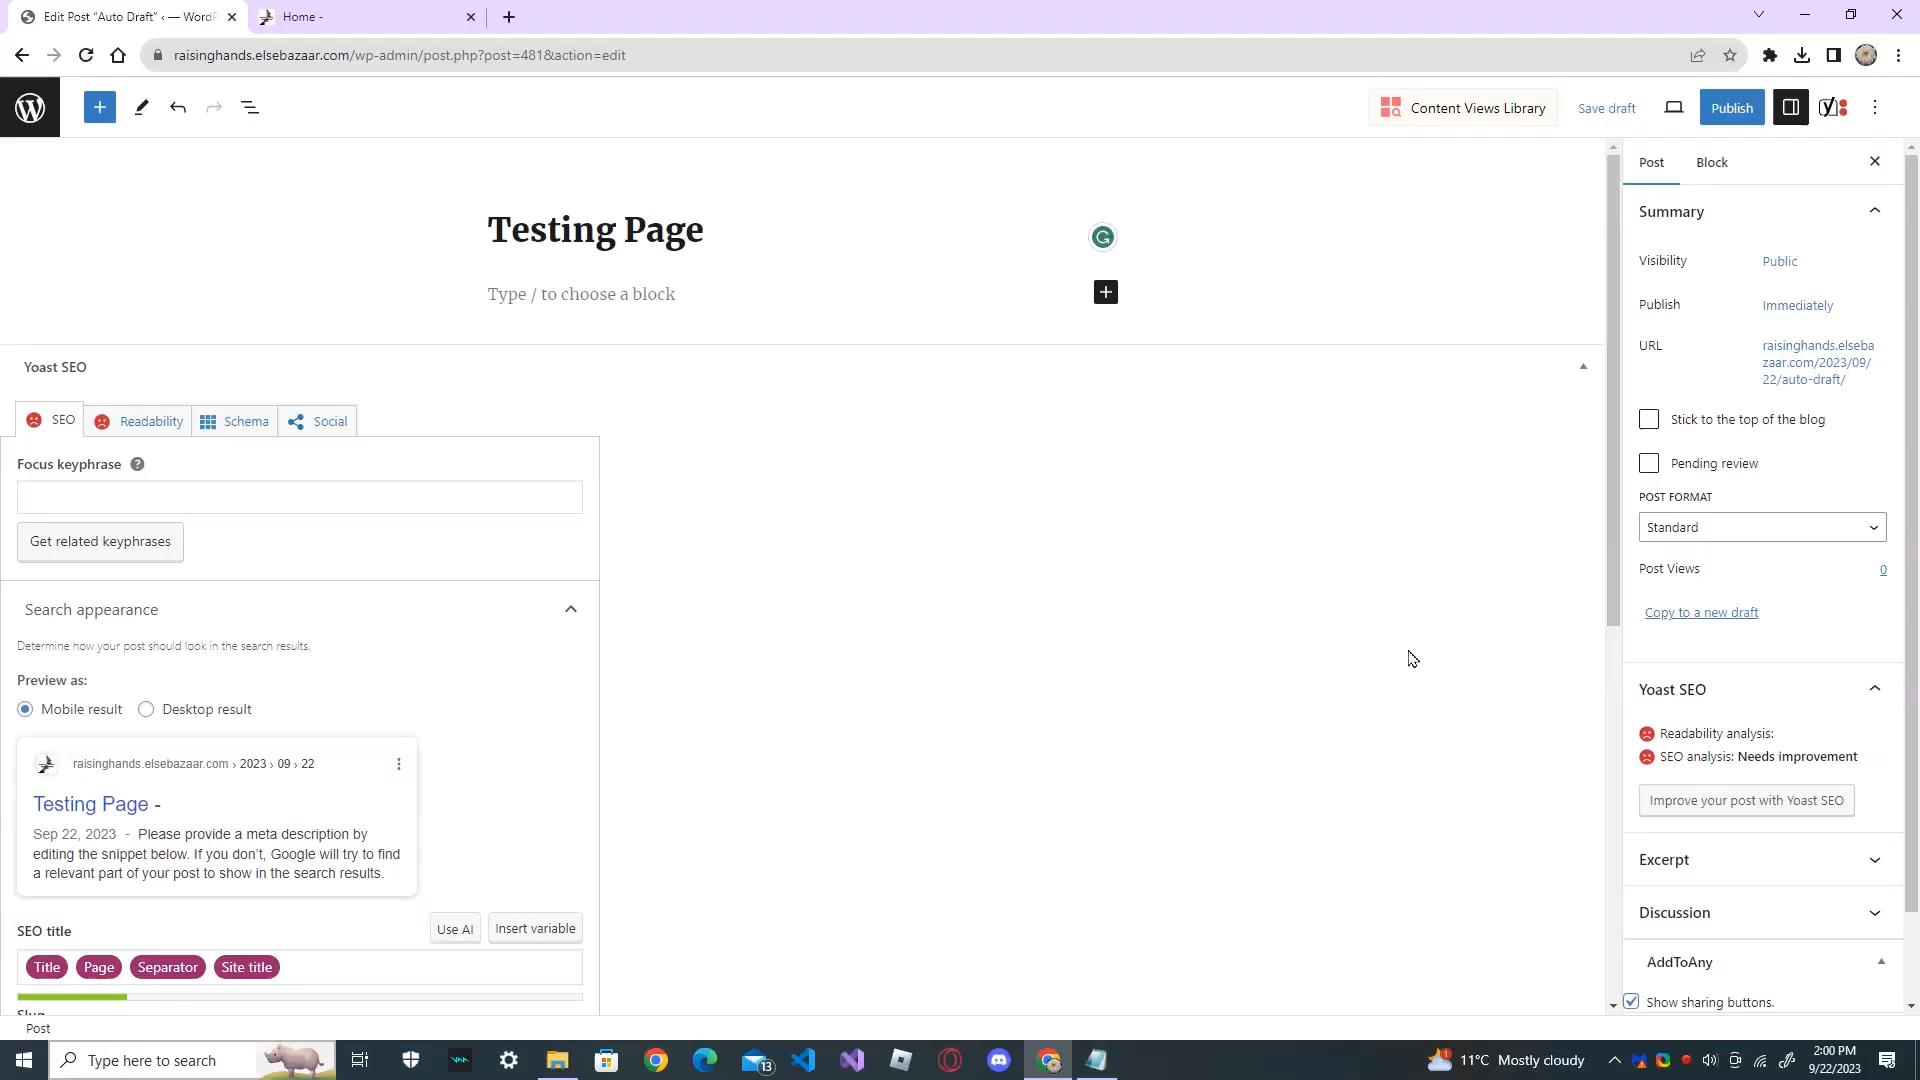 Edit Post “Auto Draft” ‹ — WordP
Home -
raisinghands.elsebazaar.com/wp-admin/post.php?post=481&action=edit
Content Views Library
Save draft
Publish
Testing Page
Type / to choose a block
Yoast SEO
SEO
Readability
Schema
Social
Focus keyphrase
Get related keyphrases
Search appearance
Determine how your post should look in the search results.
Preview as:
Mobile result
Desktop result
raisinghands.elsebazaar.com › 2023 › 09 › 22
Testing Page -
Sep 22, 2023 - Please provide a meta description by
editing the snippet below. If you don’t, Google will try to find
a relevant part of your post to show in the search results.
SEO title
Use AI
Insert variable
Title
Page
Separator
Site title
Slug
Post
Post
Block
Summary
Visibility
Public
Publish
Immediately
URL
raisinghands.elseba
zaar.com/2023/09/
22/auto-draft/
Stick to the top of the blog
Pending review
POST FORMAT
Standard
Post Views
0
Copy to a new draft
Yoast SEO
Readability analysis:
SEO analysis: Needs improvement
Improve your post with Yoast SEO
Excerpt
Discussion
AddToAny
Show sharing buttons.
Type here to search
13
1
11°C Mostly cloudy
2:00 PM
9/22/2023